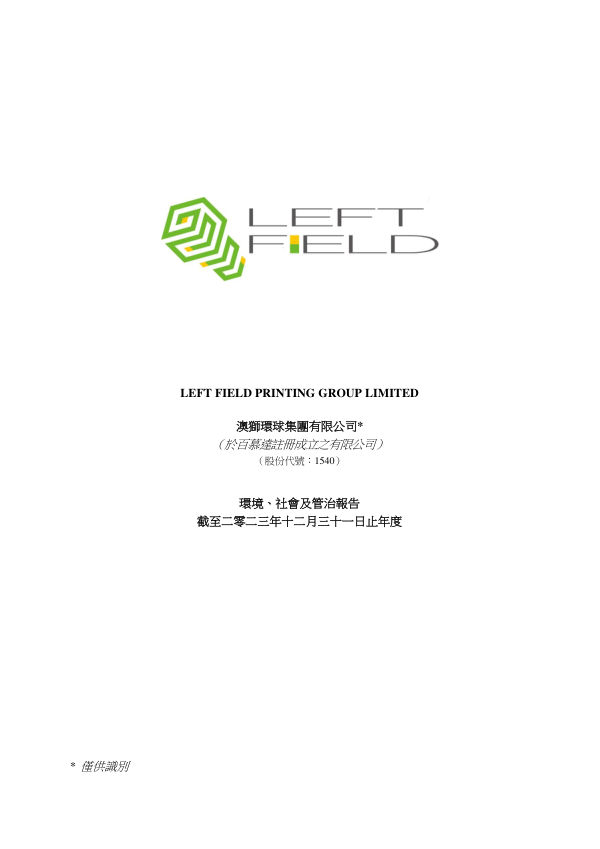 LEFT
FIELD
LEFT FIELD PRINTING GROUP LIMITED
澳獅環球集團有限公司*
（於百慕達註冊成立之有限公司）
（股份代號：1540）
環境、社會及管治報告
截至二零二三年十二月三十一日止年度
* 僅供識別